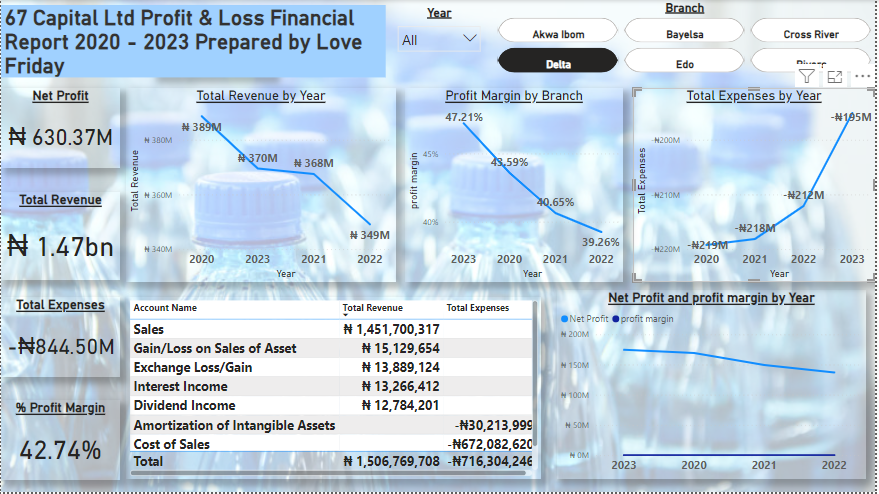 67 Capital Ltd Profit & Loss Financial
Report 2020 - 2023 Prepared by Love
Friday
Year
All
Branch
Akwa Ibom
Bayelsa
Cross River
Delta
Edo
Rivers
Net Profit
₦ 630.37M
Total Revenue
₦ 1.47bn
Total Expenses
-₦844.50M
% Profit Margin
42.74%
Total Revenue by Year
Total Revenue
₦ 380M
₦ 360M
₦ 340M
₦ 389M
₦ 370M
₦ 368M
₦ 349M
2020
2023
2021
2022
Year
Profit Margin by Branch
profit margin
45%
40%
47.21%
43.59%
40.65%
39.26%
2023
2020
2021
2022
Year
Total Expenses by Year
Total Expenses
-₦200M
-₦210M
-₦220M
-₦219M
-₦218M
-₦212M
-₦195M
2020
2021
2022
2023
Year
Account Name Total Revenue Total Expenses
Sales ₦ 1,451,700,317
Gain/Loss on Sales of Asset ₦ 15,129,654
Exchange Loss/Gain ₦ 13,889,124
Interest Income ₦ 13,266,412
Dividend Income ₦ 12,784,201
Amortization of Intangible Assets -₦30,213,999
Cost of Sales -₦672,082,620
Total ₦ 1,506,769,708 -₦716,304,246
Net Profit and profit margin by Year
Net Profit profit margin
₦ 200M
₦ 150M
₦ 100M
₦ 50M
₦ 0M
2023
2020
2021
2022